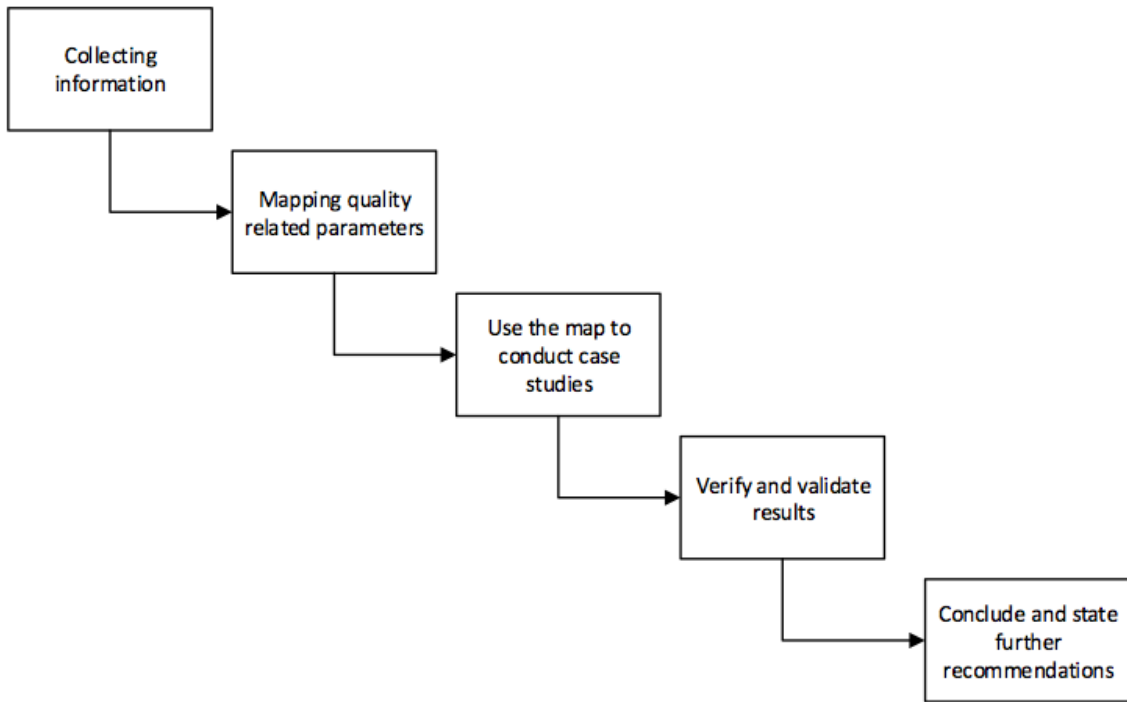 Collecting
information
Mapping quality
related parameters
Use the map to
conduct case
studies
Verify and validate
results
Conclude and state
further
recommendations